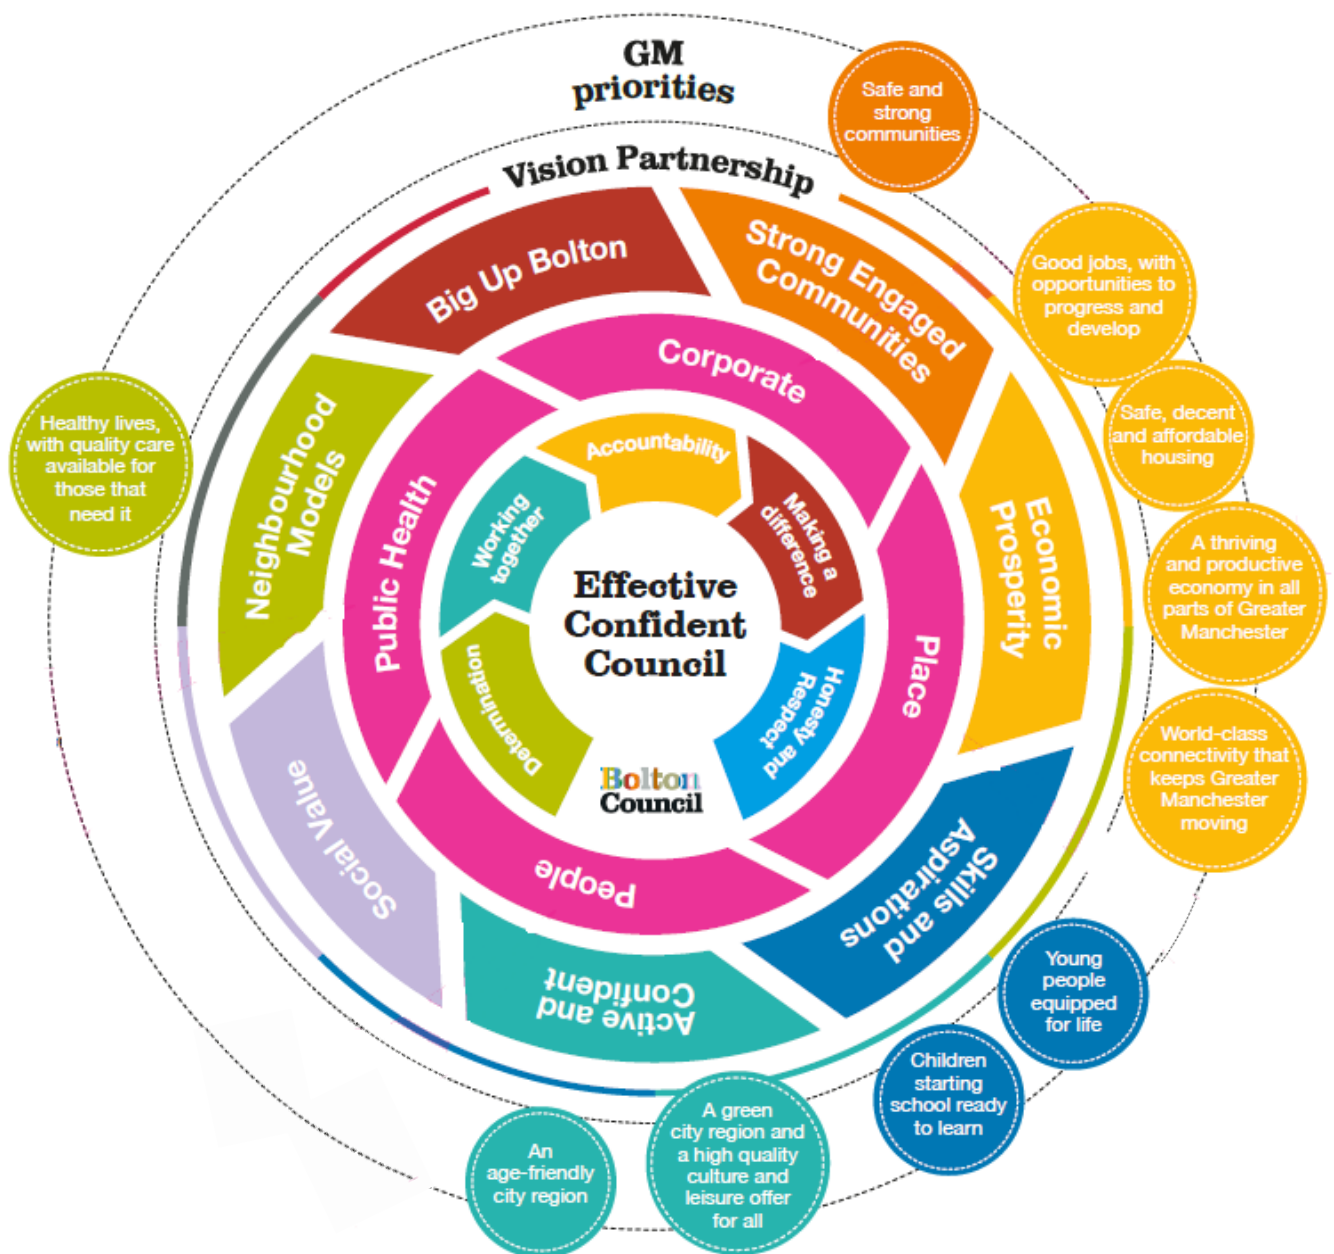 GM
priorities
Vision Partnership
Safe and
strong
communities
Good jobs, with
opportunities to
progress and
develop
Safe, decent
and affordable
housing
A thriving
and productive
economy in all
parts of Greater
Manchester
World-class
connectivity that
keeps Greater
Manchester
moving
Young
people
equipped
for life
Children
starting
school ready
to learn
A green
city region and
a high quality
culture and
leisure offer
for all
An
age-friendly
city region
Healthy lives,
with quality care
available for
those that
need it
Big Up Bolton
Strong Engaged
Communities
Economic
Prosperity
Skills and
Aspirations
Active and
Confident
Social Value
Neighbourhood
Models
Corporate
Place
People
Public Health
Accountability
Making a
difference
Honesty and
Respect
Determination
Working
together
Effective
Confident
Council
Bolton
Council